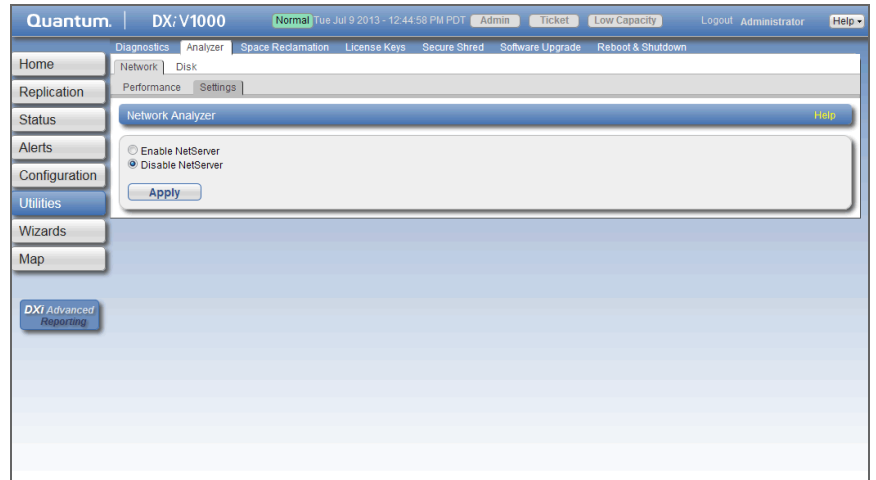 Quantum. DXi V1000 Normal Tue Jul 9 2013 - 12:44:58 PM PDT Admin Ticket Low Capacity Logout Administrator Help
Diagnostics Analyzer Space Reclamation License Keys Secure Shred Software Upgrade Reboot & Shutdown
Home
Network Disk
Replication
Performance Settings
Status
Network Analyzer Help
Alerts
Enable NetServer
Disable NetServer
Configuration
Apply
Utilities
Wizards
Map
DXi Advanced
Reporting